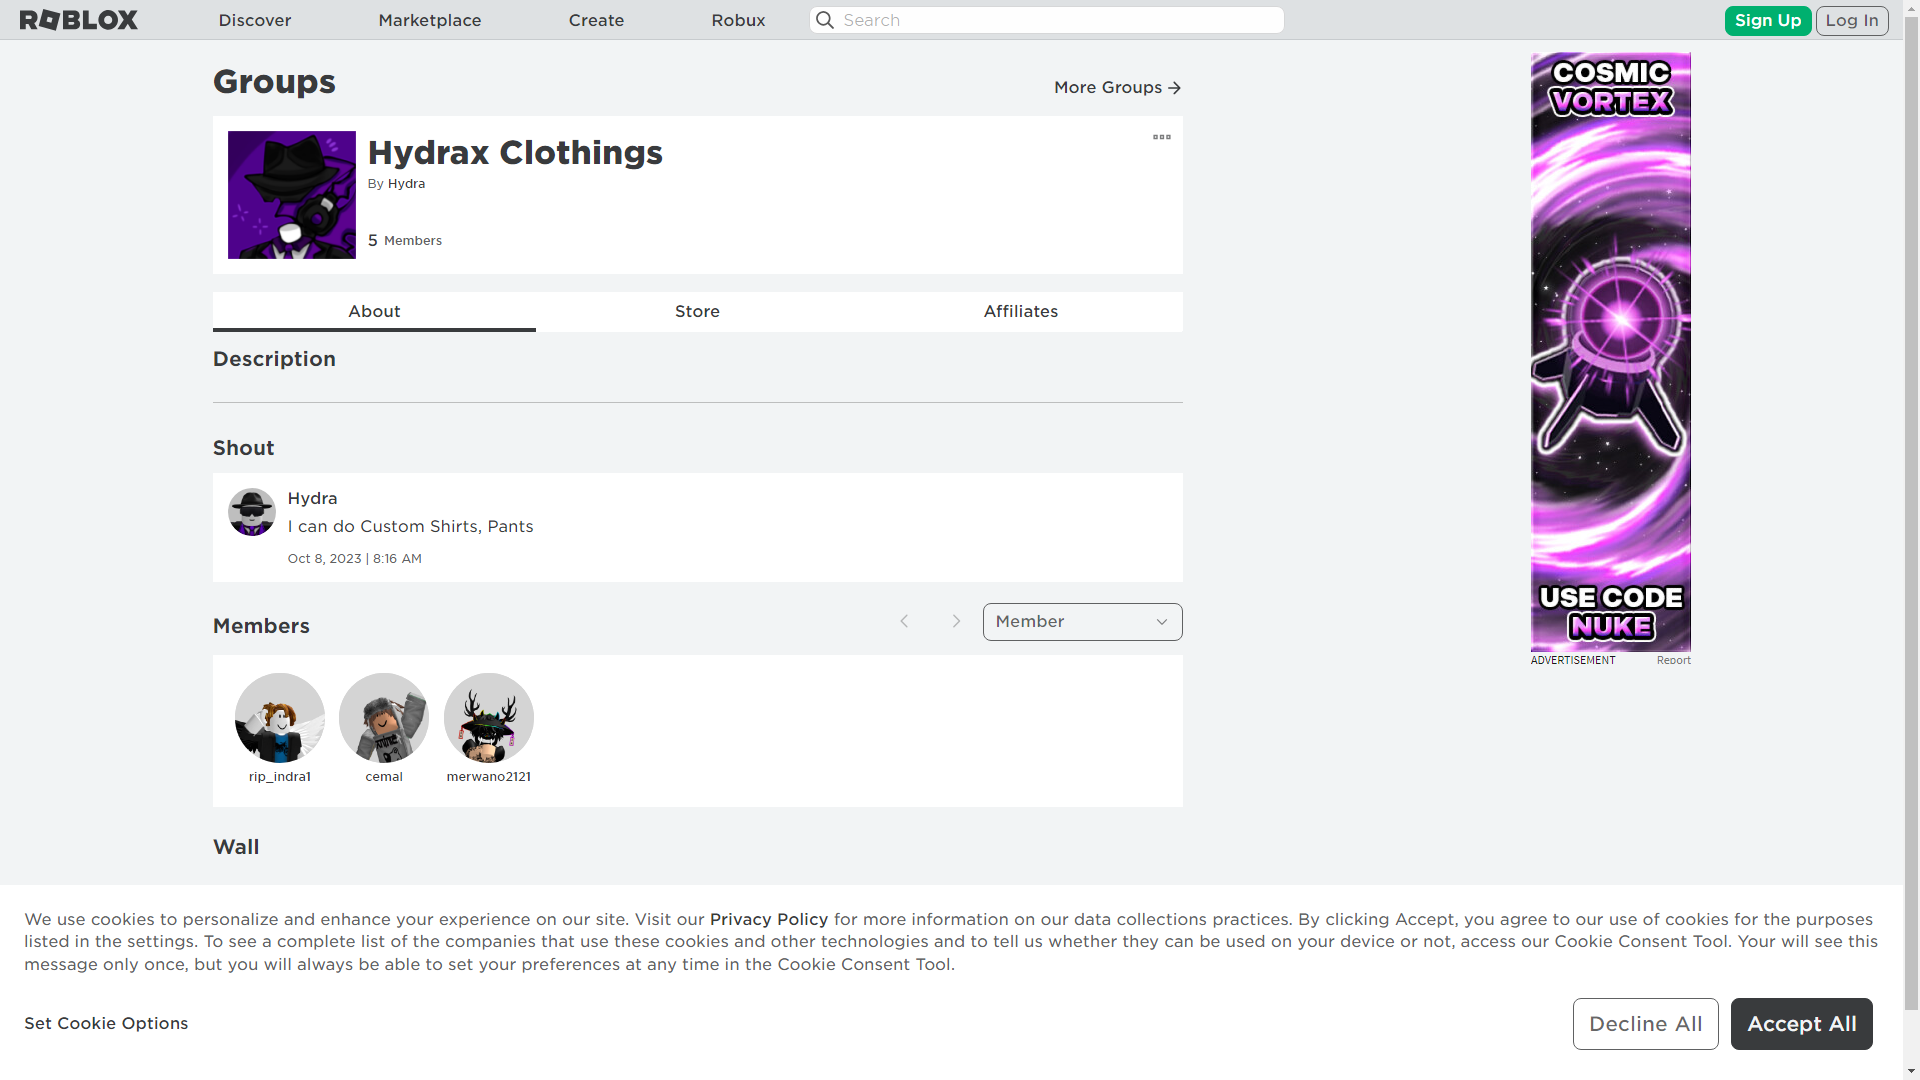 ROBLOX
Discover
Marketplace
Create
Robux
Search
Sign Up
Log In
Groups
More Groups
Hydrax Clothings
By Hydra
5 Members
About
Store
Affiliates
Description
Shout
Hydra
I can do Custom Shirts, Pants
Oct 8, 2023 | 8:16 AM
Members
Member
rip_indra1
cemal
merwano2121
Wall
COSMIC
VORTEX
USE CODE
NUKE
ADVERTISEMENT
Report
We use cookies to personalize and enhance your experience on our site. Visit our Privacy Policy for more information on our data collections practices. By clicking Accept, you agree to our use of cookies for the purposes
listed in the settings. To see a complete list of the companies that use these cookies and other technologies and to tell us whether they can be used on your device or not, access our Cookie Consent Tool. Your will see this
message only once, but you will always be able to set your preferences at any time in the Cookie Consent Tool.
Set Cookie Options
Decline All
Accept All